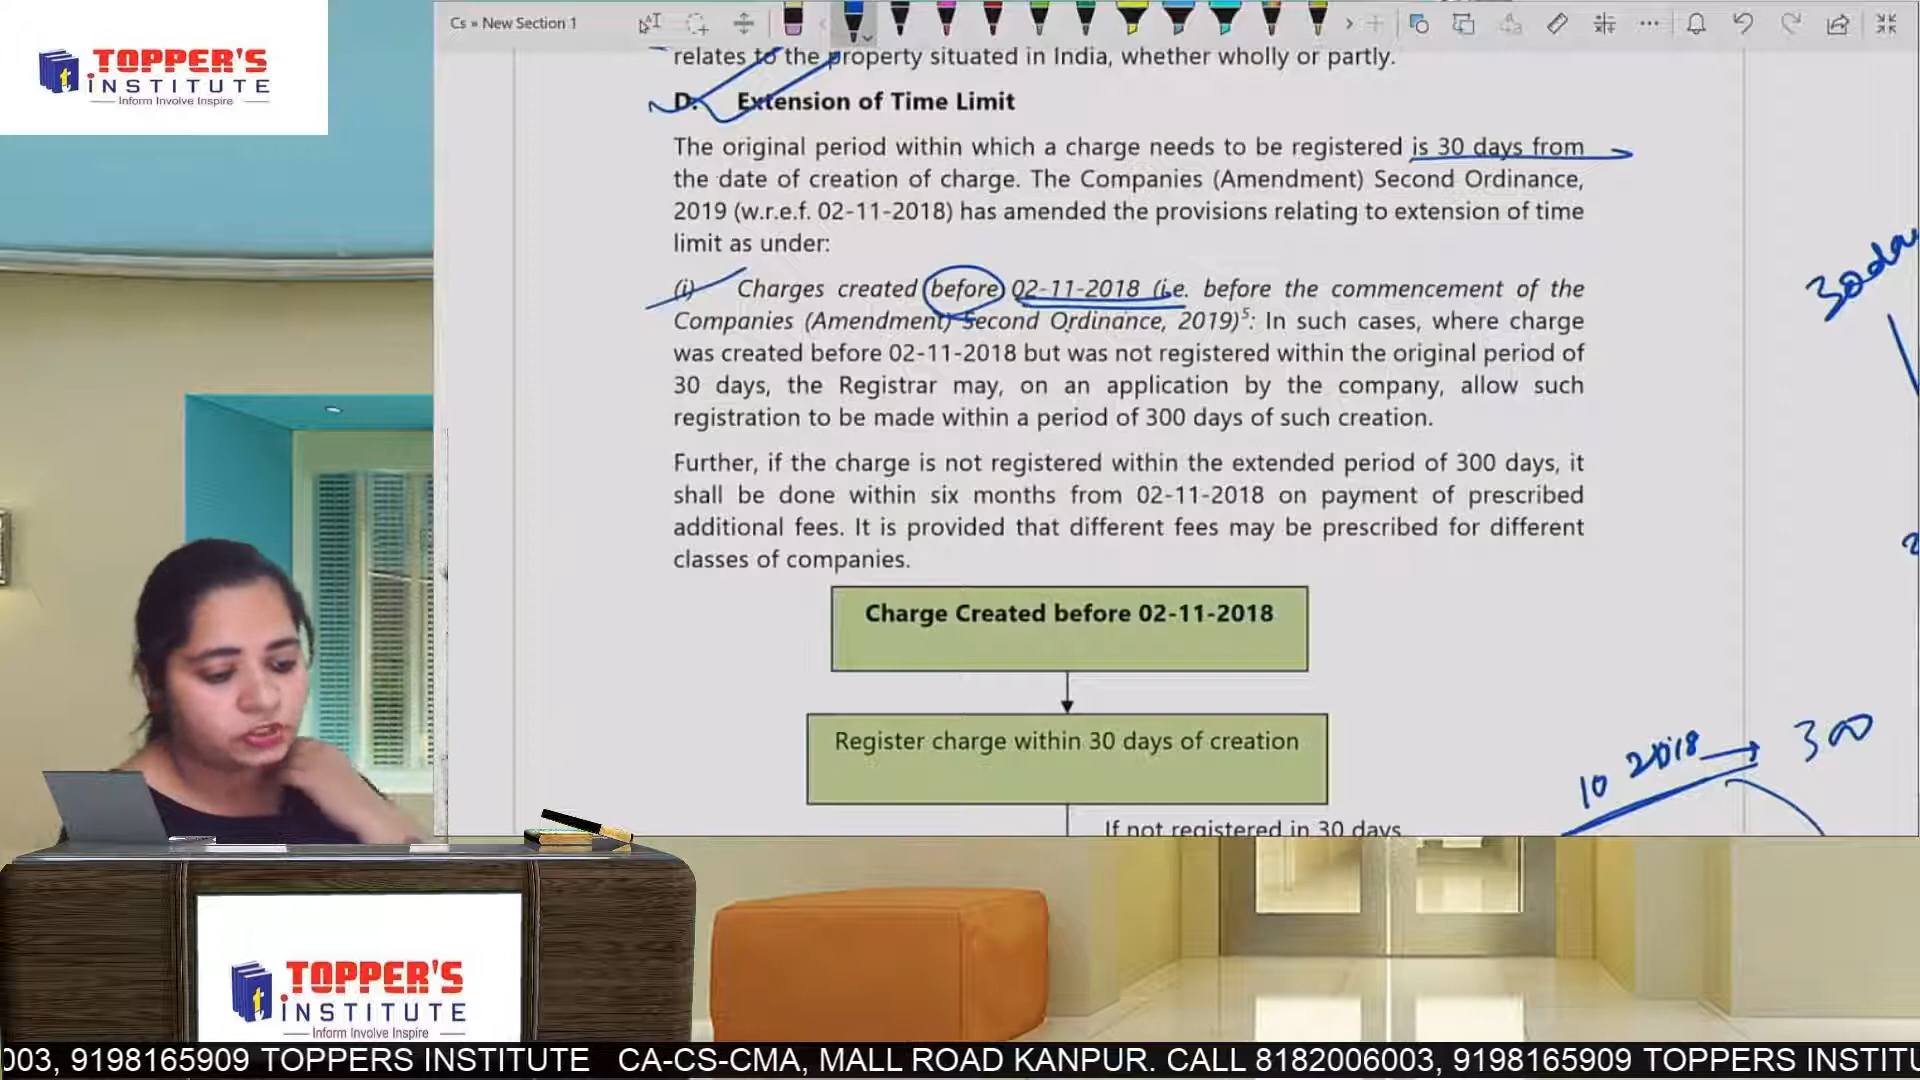 TOPPER'S
INSTITUTE
Inform Involve Inspire
Cs » New Section 1
relates to the property situated in India, whether wholly or partly.
D. Extension of Time Limit
The original period within which a charge needs to be registered is 30 days from
the date of creation of charge. The Companies (Amendment) Second Ordinance,
2019 (w.r.e.f. 02-11-2018) has amended the provisions relating to extension of time
limit as under:
(i) Charges created before 02-11-2018 (i.e. before the commencement of the
Companies (Amendment) Second Ordinance, 2019)5: In such cases, where charge
was created before 02-11-2018 but was not registered within the original period of
30 days, the Registrar may, on an application by the company, allow such
registration to be made within a period of 300 days of such creation.
Further, if the charge is not registered within the extended period of 300 days, it
shall be done within six months from 02-11-2018 on payment of prescribed
additional fees. It is provided that different fees may be prescribed for different
classes of companies.
Charge Created before 02-11-2018
Register charge within 30 days of creation
If not registered in 30 days
30 da
10 2018 → 300
TOPPER'S
INSTITUTE
Inform Involve Inspire
003, 9198165909 TOPPERS INSTITUTE CA-CS-CMA, MALL ROAD KANPUR. CALL 8182006003, 9198165909 TOPPERS INSTITU